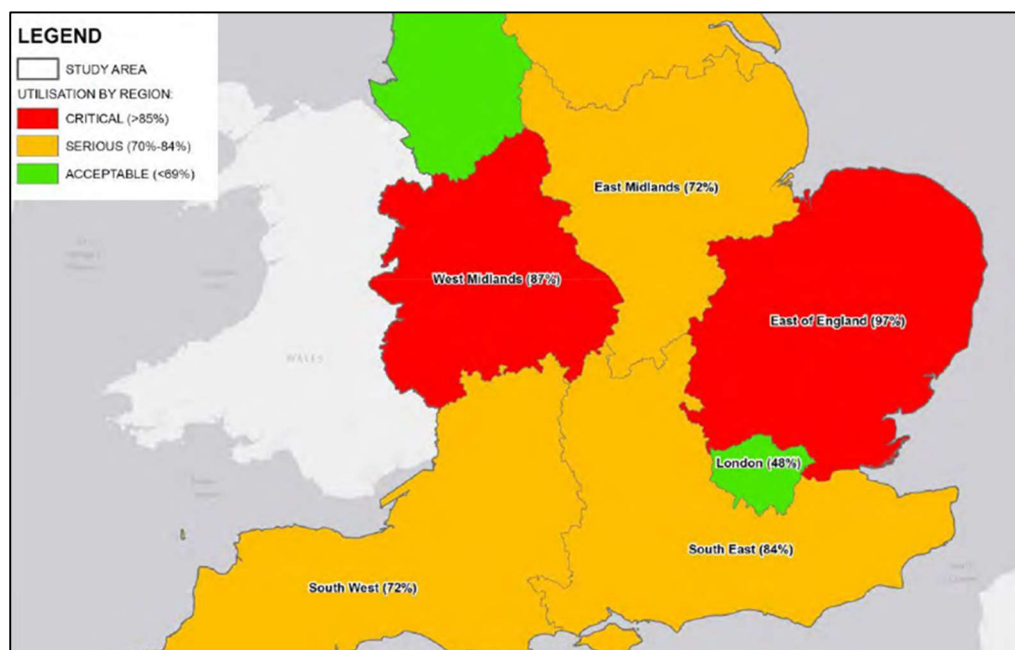 LEGEND
STUDY AREA
UTILISATION BY REGION:
CRITICAL (>85%)
SERIOUS (70%-84%)
ACCEPTABLE (<69%)
East Midlands (72%)
West Midlands (87%)
East of England (97%)
WALES
London (48%)
South East (84%)
South West (72%)